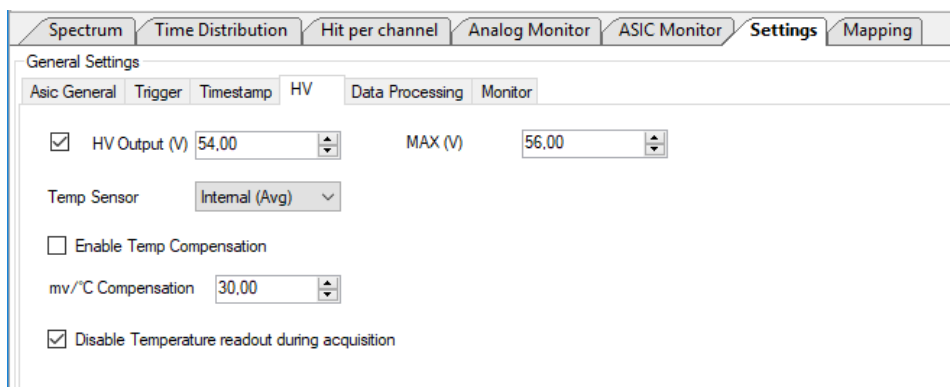 Spectrum Time Distribution Hit per channel Analog Monitor ASIC Monitor Settings Mapping
General Settings
Asic General Trigger Timestamp HV Data Processing Monitor
HV Output (V) 54,00 MAX (V) 56,00
Temp Sensor Internal (Avg)
Enable Temp Compensation
mv/°C Compensation 30,00
Disable Temperature readout during acquisition